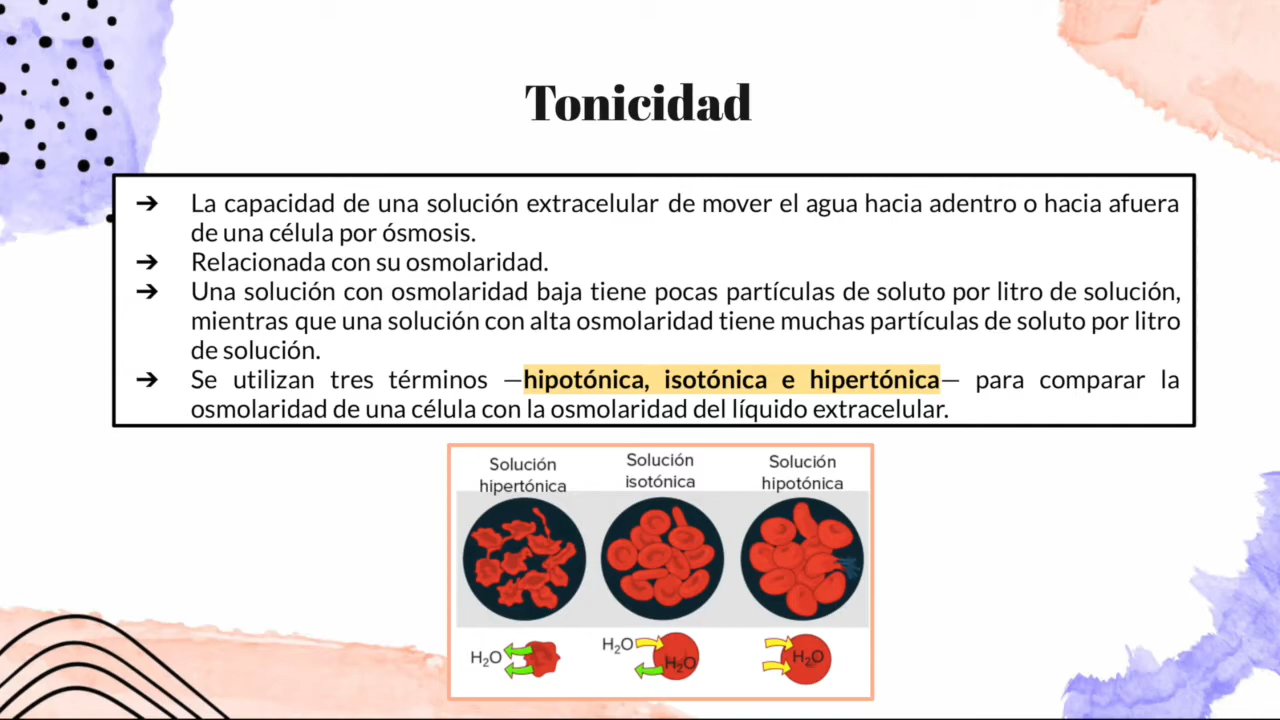 Tonicidad
➔ La capacidad de una solución extracelular de mover el agua hacia adentro o hacia afuera
de una célula por ósmosis.
➔ Relacionada con su osmolaridad.
➔ Una solución con osmolaridad baja tiene pocas partículas de soluto por litro de solución,
mientras que una solución con alta osmolaridad tiene muchas partículas de soluto por litro
de solución.
➔ Se utilizan tres términos —hipotónica, isotónica e hipertónica— para comparar la
osmolaridad de una célula con la osmolaridad del líquido extracelular.
Solución
hipertónica
Solución
isotónica
Solución
hipotónica
H₂O
H₂O
H₂O
H₂O